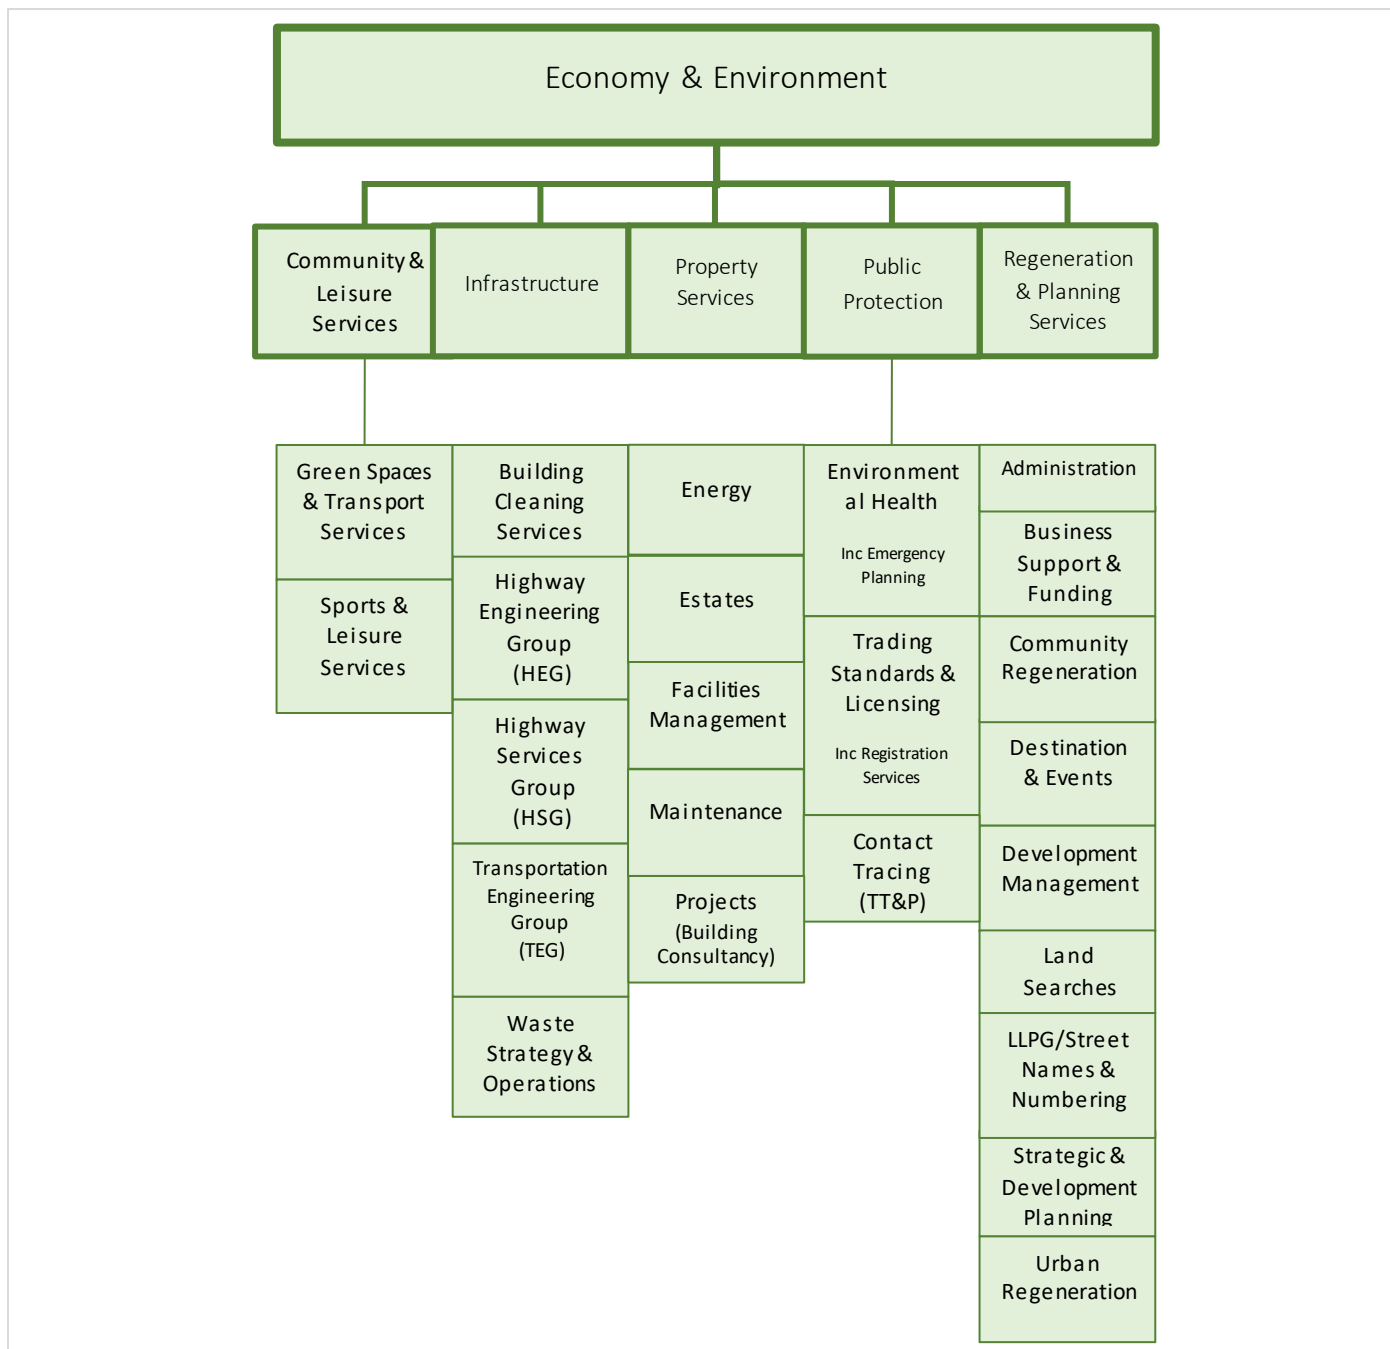 Economy & Environment
Community &
Leisure
Services
Infrastructure
Property
Services
Public
Protection
Regeneration
& Planning
Services
Green Spaces
& Transport
Services
Sports &
Leisure
Services
Building
Cleaning
Services
Highway
Engineering
Group
(HEG)
Highway
Services
Group
(HSG)
Transportation
Engineering
Group
(TEG)
Waste
Strategy &
Operations
Energy
Estates
Facilities
Management
Maintenance
Projects
(Building
Consultancy)
Environment
al Health
Inc Emergency
Planning
Trading
Standards &
Licensing
Inc Registration
Services
Contact
Tracing
(TT&P)
Administration
Business
Support &
Funding
Community
Regeneration
Destination
& Events
Development
Management
Land
Searches
LLPG/Street
Names &
Numbering
Strategic &
Development
Planning
Urban
Regeneration